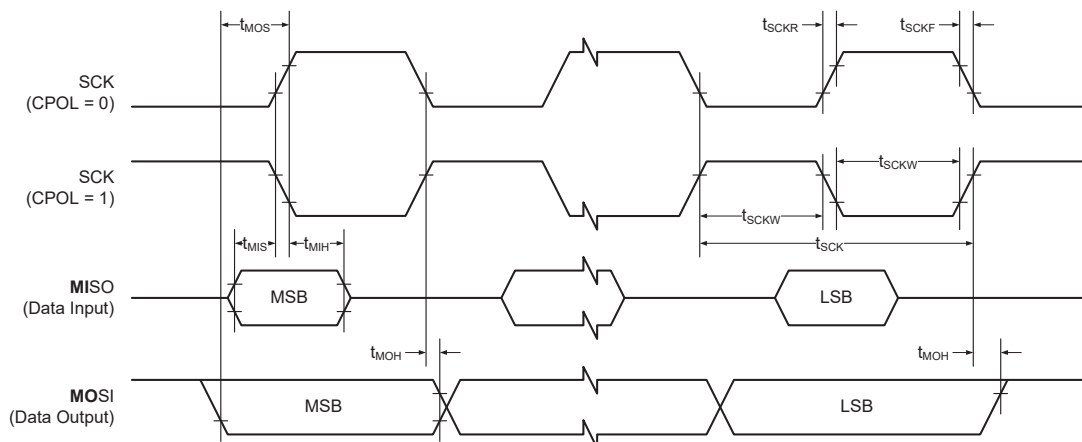 tMOS
tSCKR
tSCKF
SCK
(CPOL = 0)
SCK
(CPOL = 1)
tSCKW
tSCKW
tSCK
tMIS
tMIH
MISO
(Data Input)
MSB
LSB
tMOH
tMOH
MOSI
(Data Output)
MSB
LSB